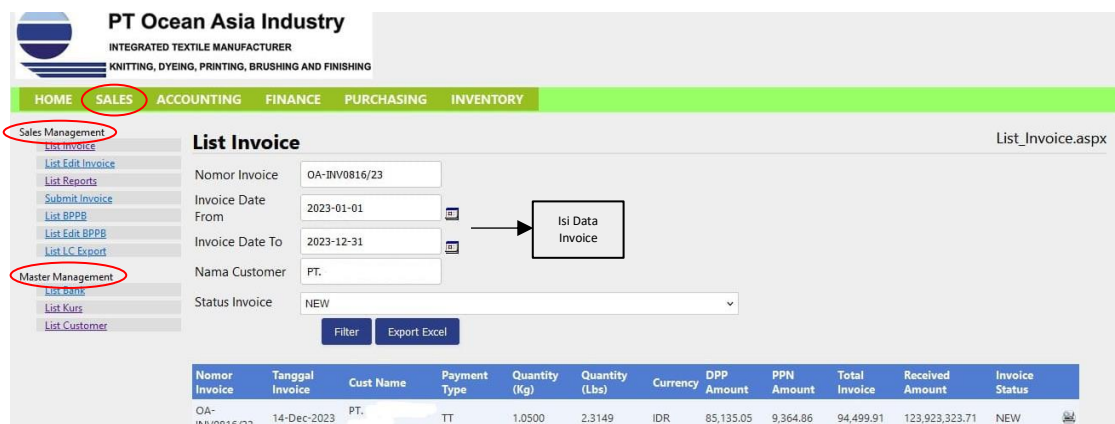 PT Ocean Asia Industry
INTEGRATED TEXTILE MANUFACTURER
KNITTING, DYEING, PRINTING, BRUSHING AND FINISHING
HOME SALES ACCOUNTING FINANCE PURCHASING INVENTORY
Sales Management
List Invoice
List Edit Invoice
List Reports
Submit Invoice
List BPPB
List Edit BPPB
List LC Export
Master Management
List Bank
List Kurs
List Customer
List Invoice
List_Invoice.aspx
Nomor Invoice OA-INV0816/23
Invoice Date
From
2023-01-01
Invoice Date To 2023-12-31
Nama Customer PT.
Status Invoice NEW
Isi Data
Invoice
Filter Export Excel
Nomor Invoice Tanggal Invoice Cust Name Payment Type Quantity (Kg) Quantity (Lbs) Currency DPP Amount PPN Amount Total Invoice Received Amount Invoice Status
OA-INV0816/23 14-Dec-2023 PT. TT 1.0500 2.3149 IDR 85,135.05 9,364.86 94,499.91 123,923,323.71 NEW